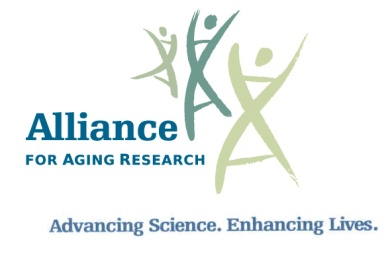 Alliance
FOR AGING RESEARCH
Advancing Science. Enhancing Lives.